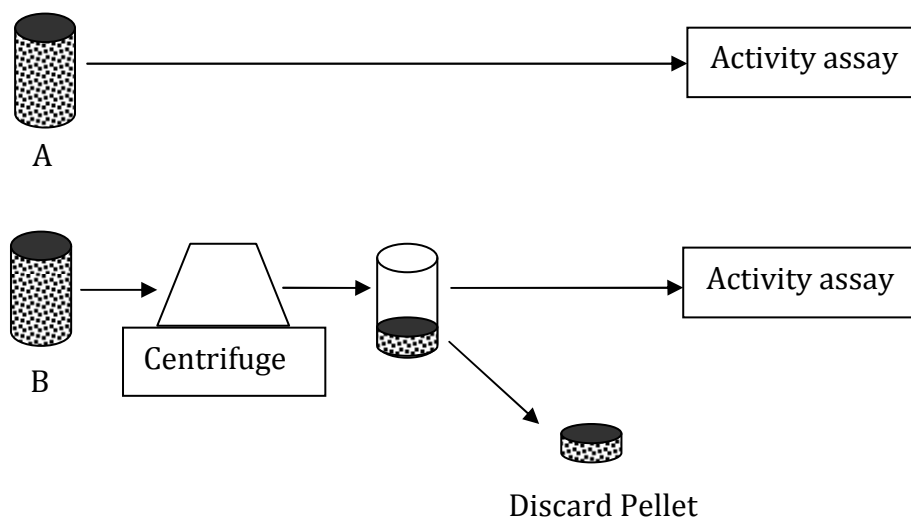 Activity assay
A
Activity assay
Centrifuge
B
Discard Pellet